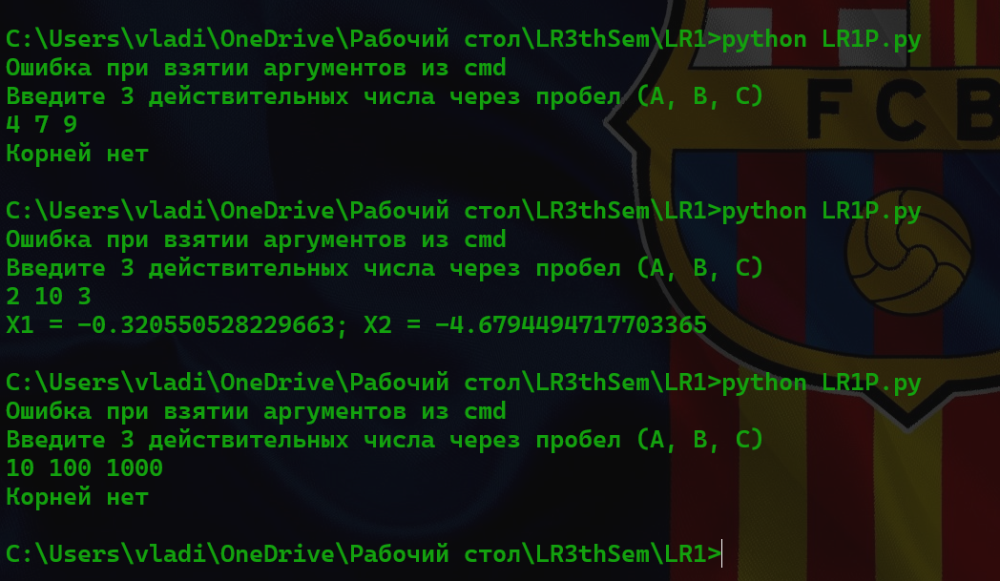 C:\Users\vladi\OneDrive\Рабочий стол\LR3thSem\LR1>python LR1P.py
Ошибка при взятии аргументов из cmd
Введите 3 действительных числа через пробел (A, B, C)
4 7 9
Корней нет
C:\Users\vladi\OneDrive\Рабочий стол\LR3thSem\LR1>python LR1P.py
Ошибка при взятии аргументов из cmd
Введите 3 действительных числа через пробел (A, B, C)
2 10 3
X1 = -0.320550528229663; X2 = -4.6794494717703365
C:\Users\vladi\OneDrive\Рабочий стол\LR3thSem\LR1>python LR1P.py
Ошибка при взятии аргументов из cmd
Введите 3 действительных числа через пробел (A, B, C)
10 100 1000
Корней нет
C:\Users\vladi\OneDrive\Рабочий стол\LR3thSem\LR1>
FCB